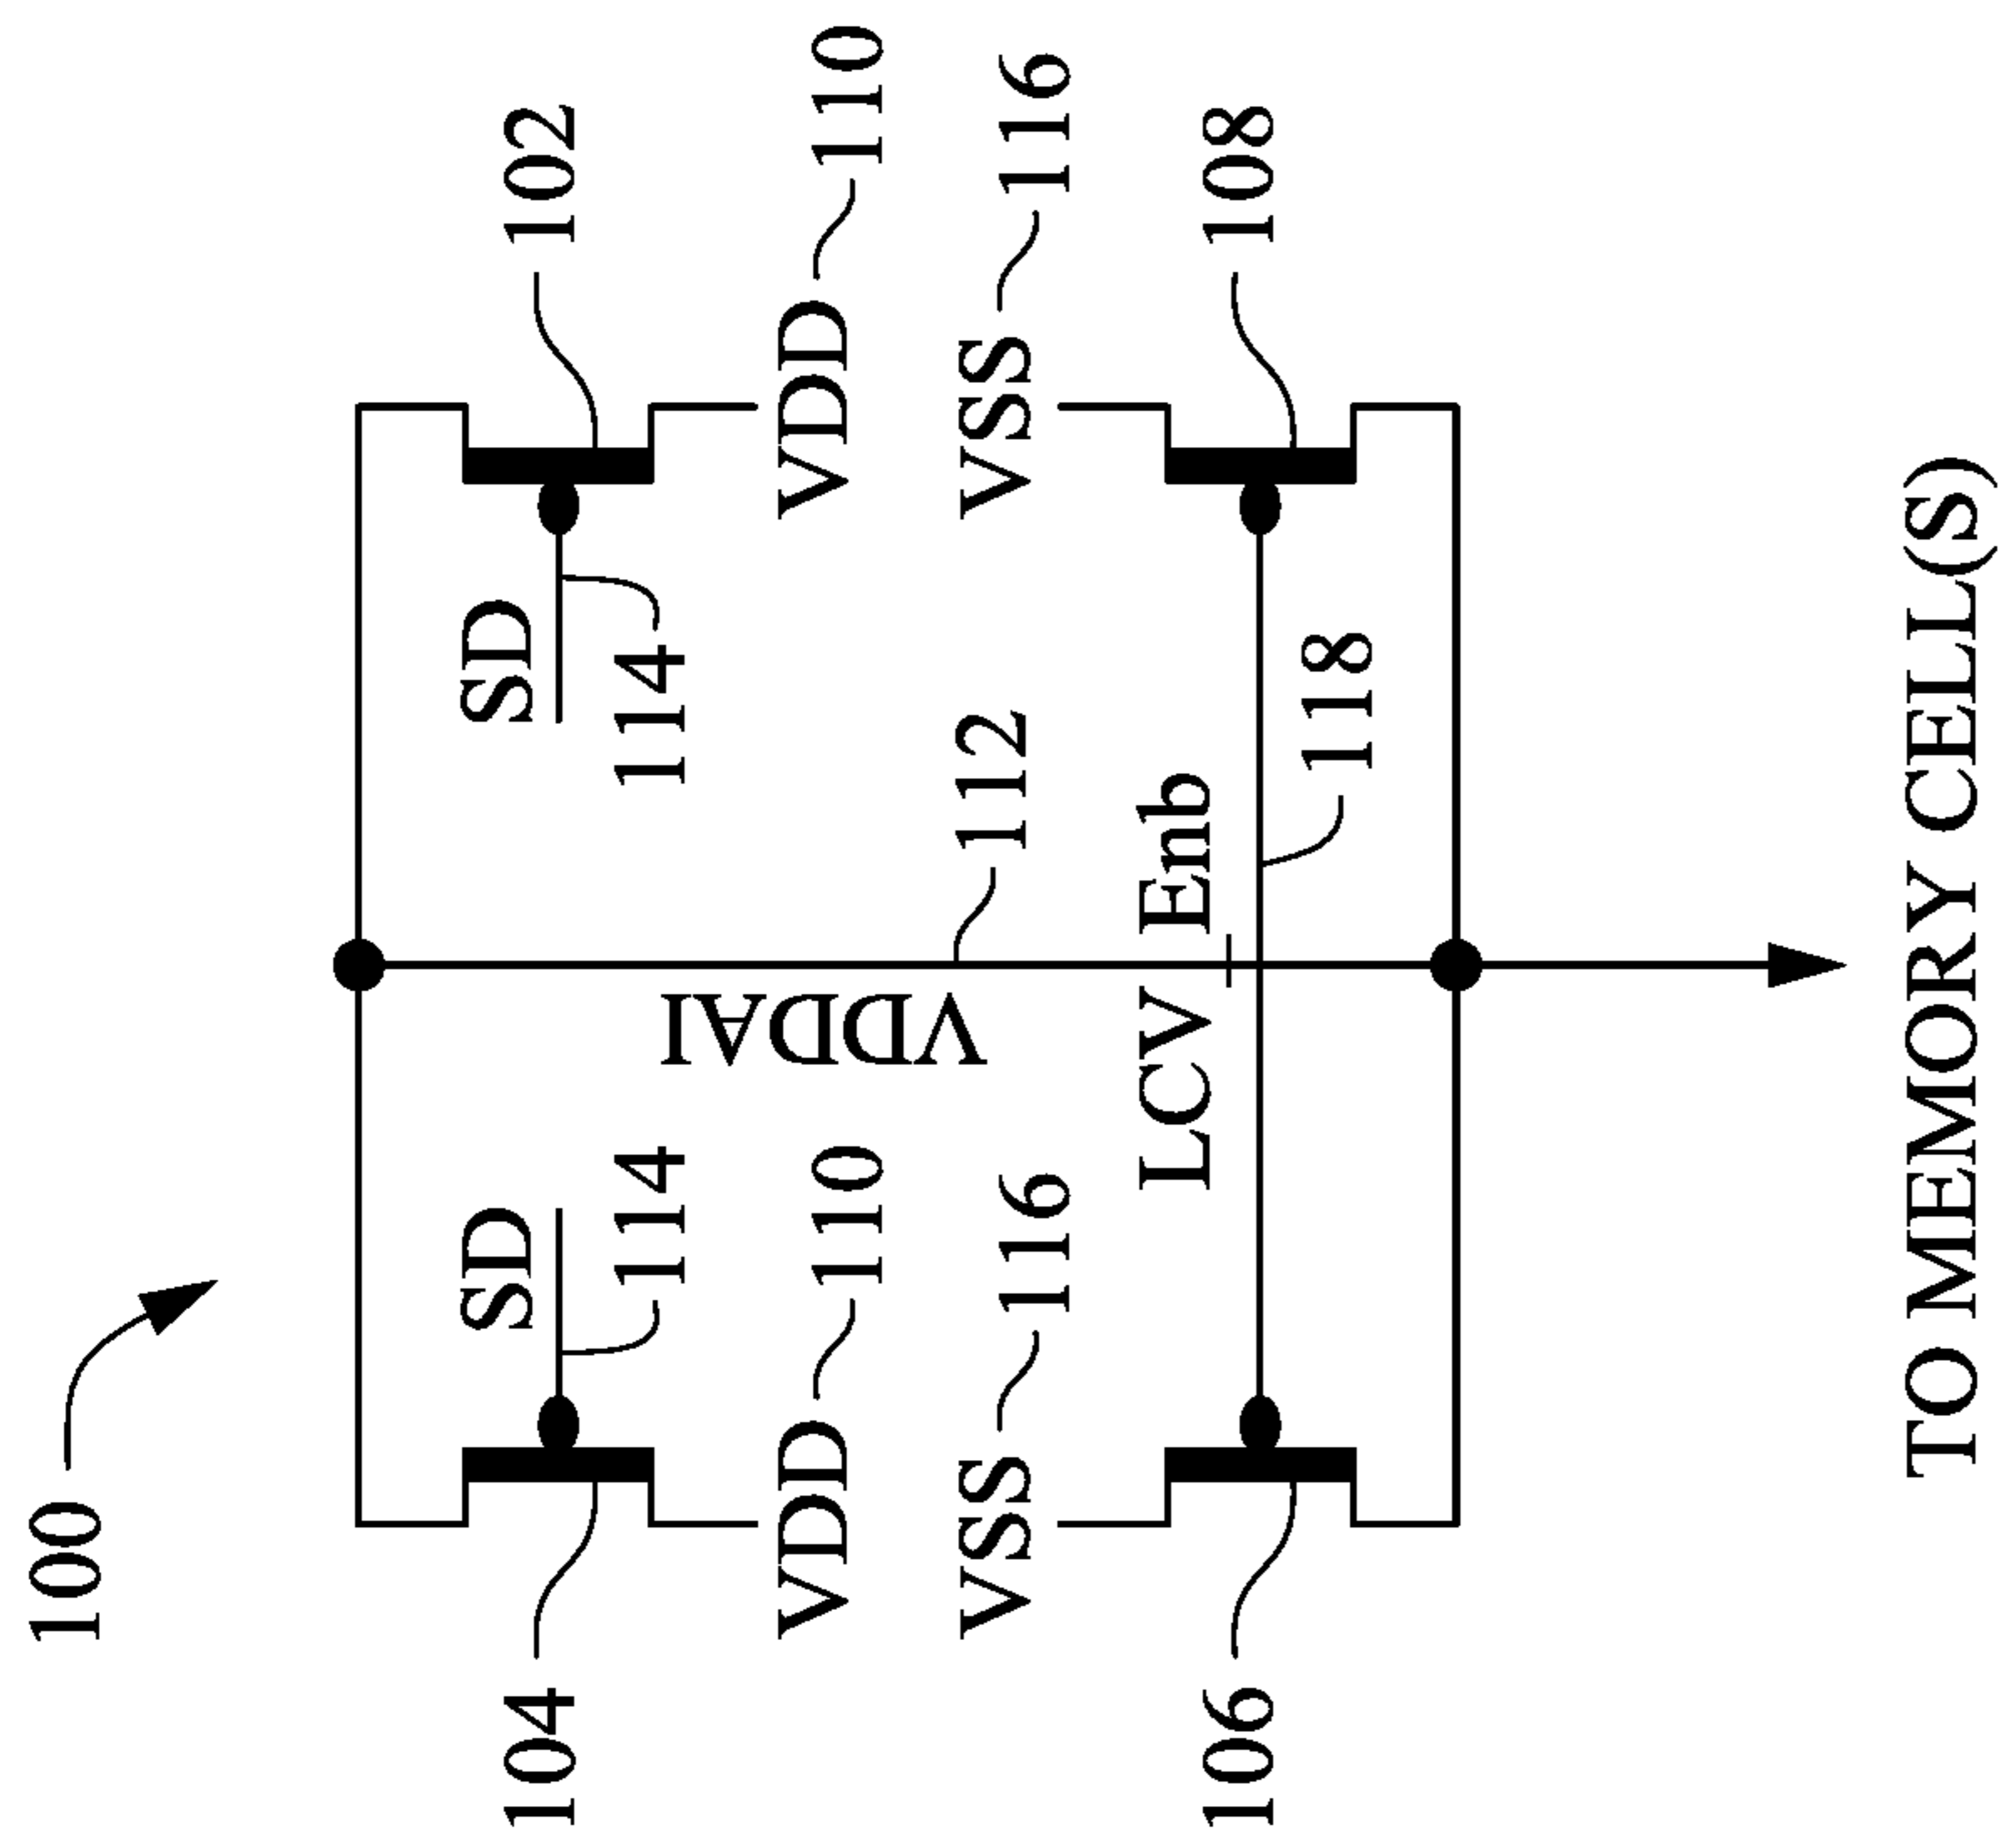 100
104
102
SD
114
SD
114
VDD
110
VDD
110
VDDAI
112
VSS
116
VSS
116
LCV Enb
118
106
108
TO MEMORY CELL(S)